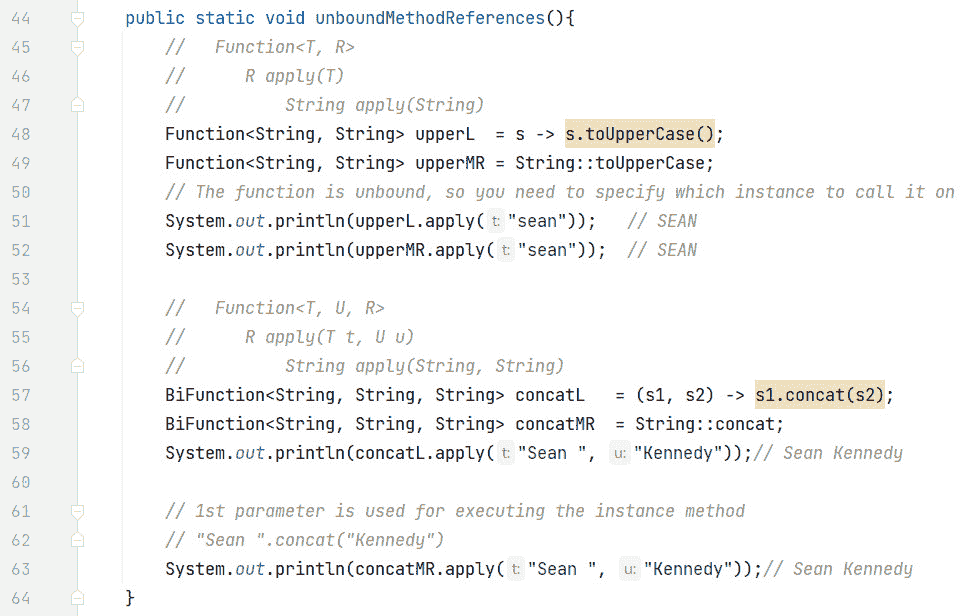 44 public static void unboundMethodReferences(){
45 //   Function<T, R>
46 //      R apply(T)
47 //          String apply(String)
48 Function<String, String> upperL  = s -> s.toUpperCase();
49 Function<String, String> upperMR = String::toUpperCase;
50 // The function is unbound, so you need to specify which instance to call it on
51 System.out.println(upperL.apply( t: "sean"));   // SEAN
52 System.out.println(upperMR.apply( t: "sean"));  // SEAN
53
54 //   Function<T, U, R>
55 //      R apply(T t, U u)
56 //          String apply(String, String)
57 BiFunction<String, String, String> concatL   = (s1, s2) -> s1.concat(s2);
58 BiFunction<String, String, String> concatMR  = String::concat;
59 System.out.println(concatL.apply( t: "Sean ", u: "Kennedy"));// Sean Kennedy
60
61 // 1st parameter is used for executing the instance method
62 // "Sean ".concat("Kennedy")
63 System.out.println(concatMR.apply( t: "Sean ", u: "Kennedy"));// Sean Kennedy
64 }